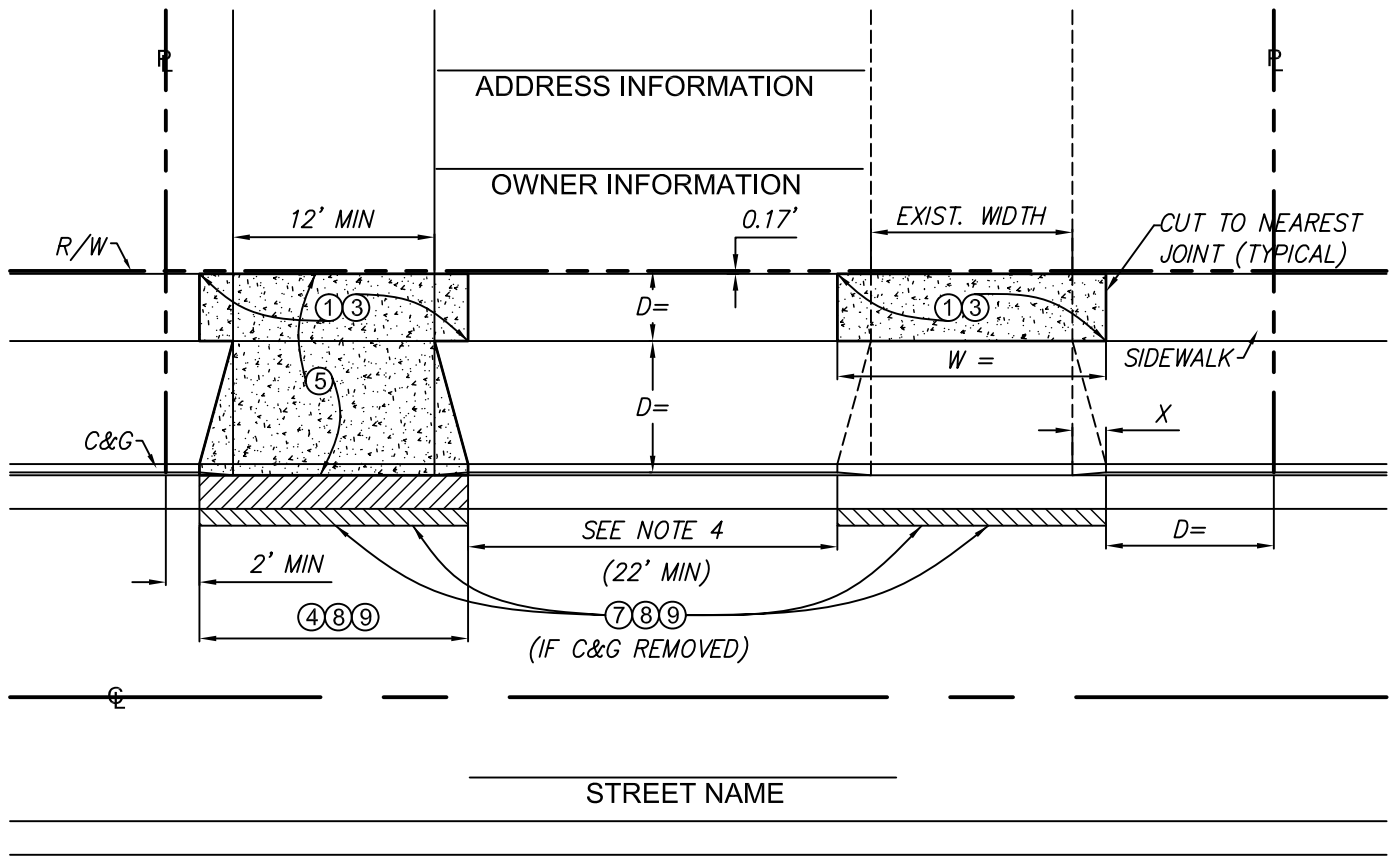 PL
PL
ADDRESS INFORMATION
OWNER INFORMATION
12' MIN
0.17'
EXIST. WIDTH
CUT TO NEAREST
JOINT (TYPICAL)
R/W
1 3
D=
1 3
W =
SIDEWALK
5
D=
X
C&G
SEE NOTE 4
(22' MIN)
D=
2' MIN
4 8 9
7 8 9
(IF C&G REMOVED)
CL
STREET NAME